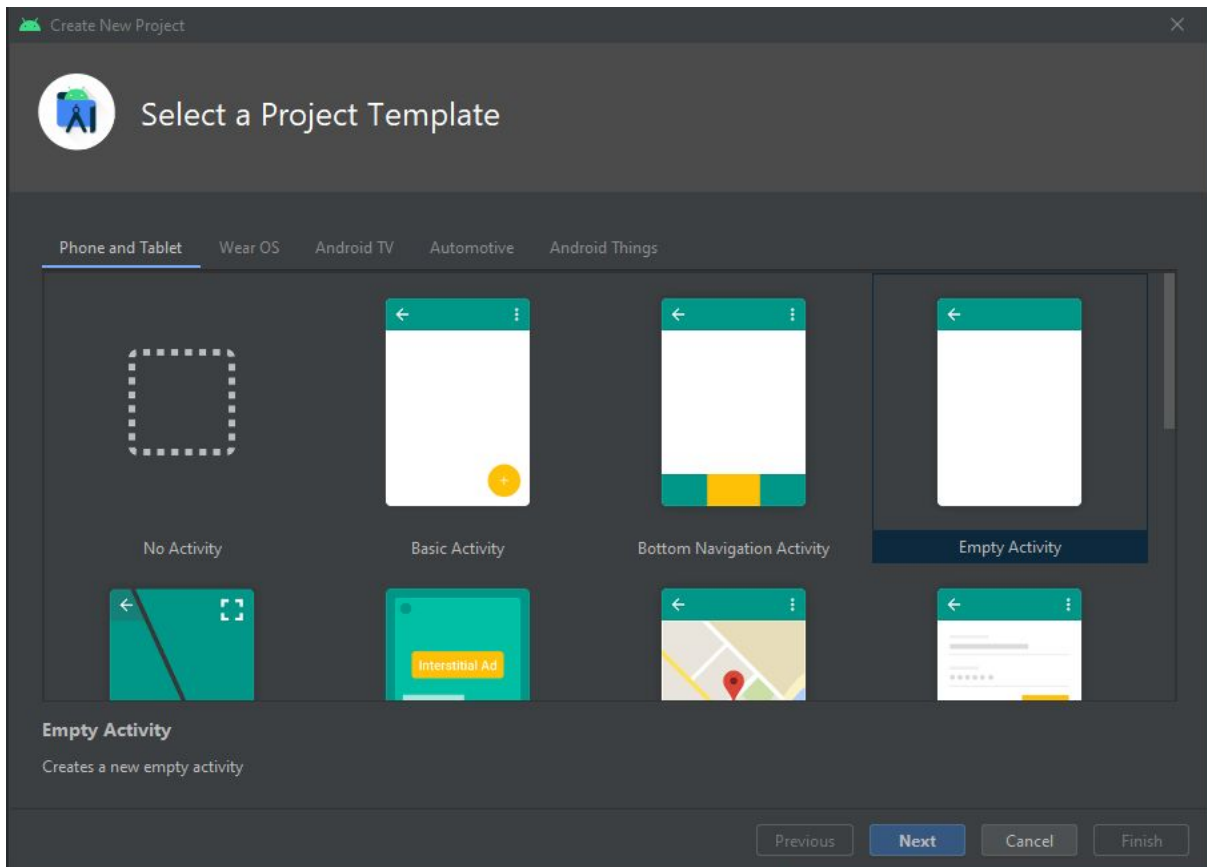 Create New Project
Select a Project Template
Phone and Tablet Wear OS Android TV Automotive Android Things
No Activity Basic Activity Bottom Navigation Activity Empty Activity
Interstitial Ad
Empty Activity
Creates a new empty activity
Previous Next Cancel Finish